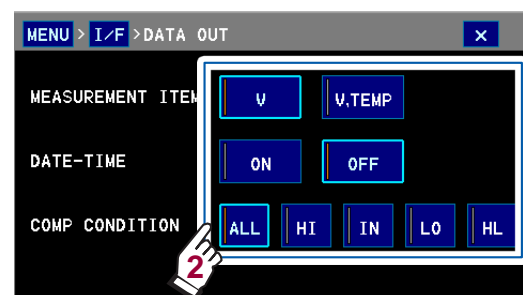 MENU > I/F >DATA OUT ×
MEASUREMENT ITEM V V,TEMP
DATE-TIME ON OFF
COMP CONDITION ALL HI IN LO HL
2